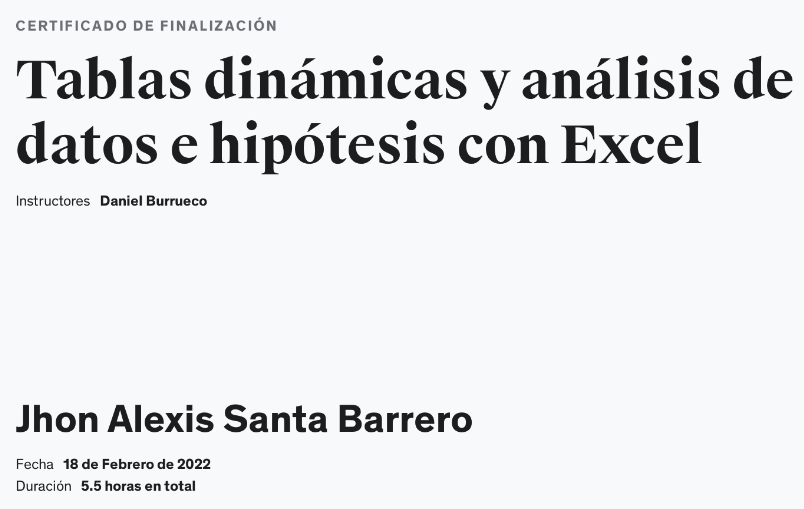 CERTIFICADO DE FINALIZACIÓN
Tablas dinámicas y análisis de
datos e hipótesis con Excel
Instructores Daniel Burrueco
Jhon Alexis Santa Barrero
Fecha 18 de Febrero de 2022
Duración 5.5 horas en total